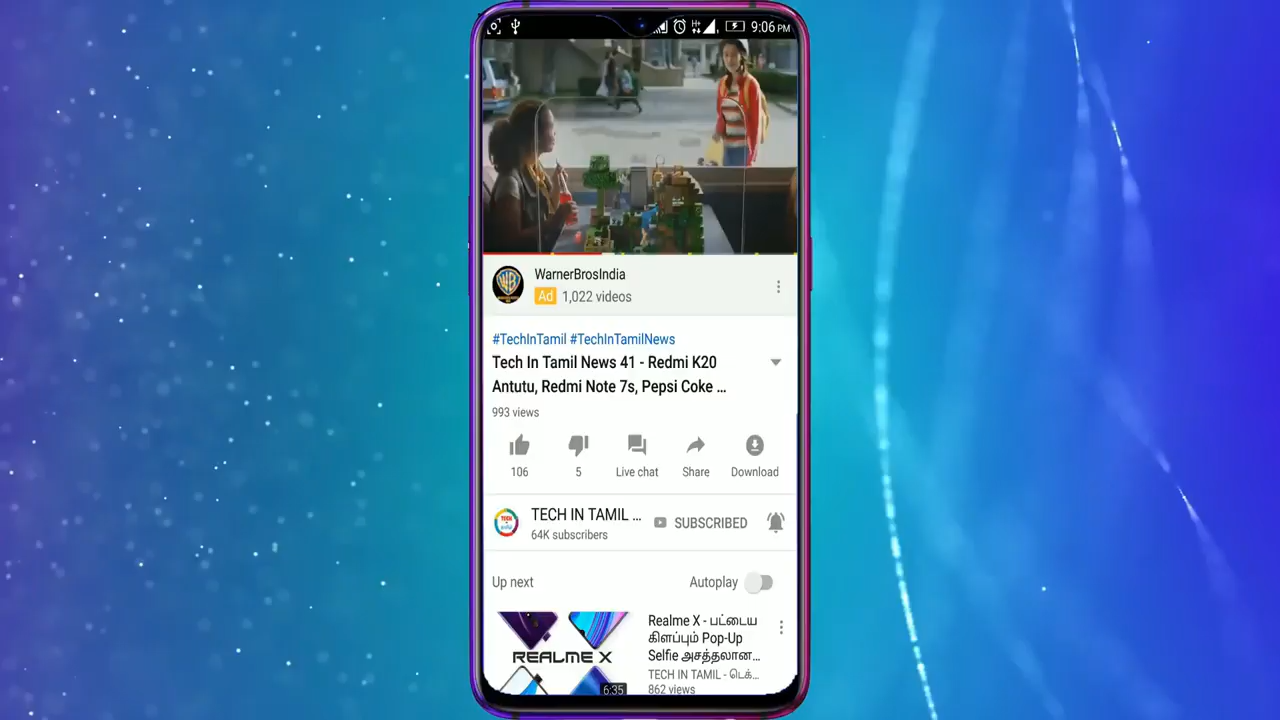 H+
9:06 PM
WarnerBrosIndia
Ad 1,022 videos
#TechInTamil #TechInTamilNews
Tech In Tamil News 41 - Redmi K20
Antutu, Redmi Note 7s, Pepsi Coke ...
993 views
106
5
Live chat
Share
Download
TECH IN TAMIL ...
SUBSCRIBED
64K subscribers
Up next
Autoplay
REALME X
6:35
Realme X - பட்டைய
கிளப்பும் Pop-Up
Selfie அசத்தலான...
TECH IN TAMIL - டெக்...
862 views